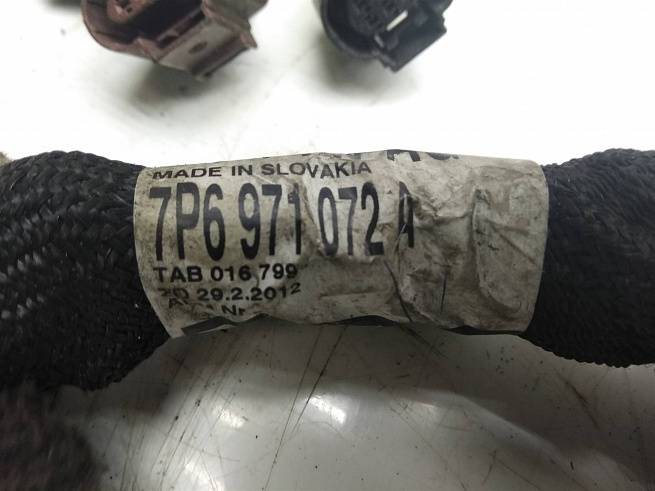 MADE IN SLOVAKIA
7P6 971 072 A
TAB 016.799
29.2.2012